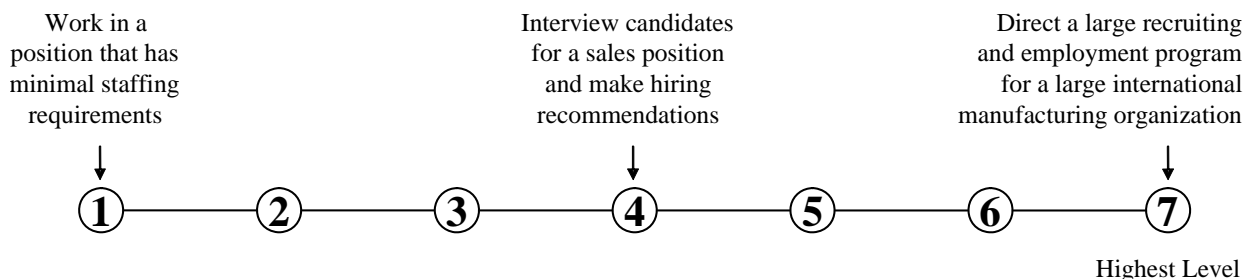 Work in a
position that has
minimal staffing
requirements
Interview candidates
for a sales position
and make hiring
recommendations
Direct a large recruiting
and employment program
for a large international
manufacturing organization
1 2 3 4 5 6 7
Highest Level